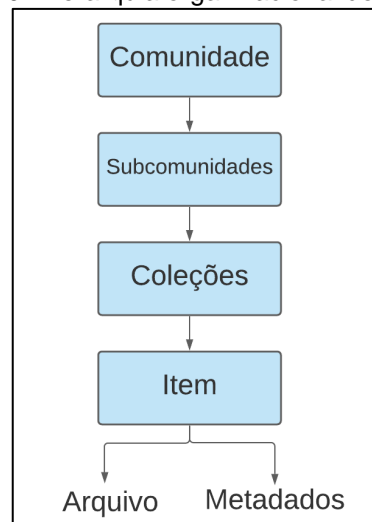 Comunidade
Subcomunidades
Coleções
Item
Arquivo Metadados